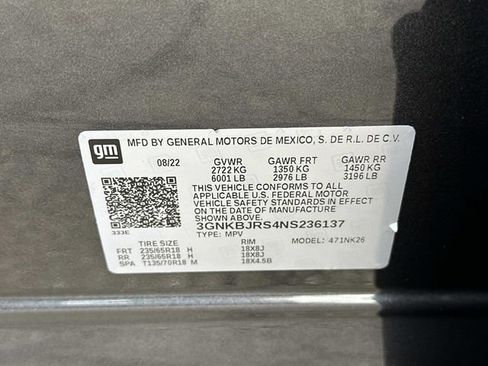 gm
MFD BY GENERAL MOTORS DE MEXICO, S. DE R.L. DE C.V.
08/22 GVWR GAWR FRT GAWR RR
2722 KG 1350 KG 1450 KG
6001 LB 2976 LB 3196 LB
THIS VEHICLE CONFORMS TO ALL
APPLICABLE U.S. FEDERAL MOTOR
VEHICLE SAFETY STANDARDS IN
EFFECT ON THE DATE OF MANUFACTURE
SHOWN ABOVE.
333E 3GNKBJRS4NS236137
TYPE: MPV MODEL: 471NK26
TIRE SIZE RIM
FRT 235/65R18 H 18X8J
RR 235/65R18 H 18X8J
SPA T135/70R18 M 18X4.5B